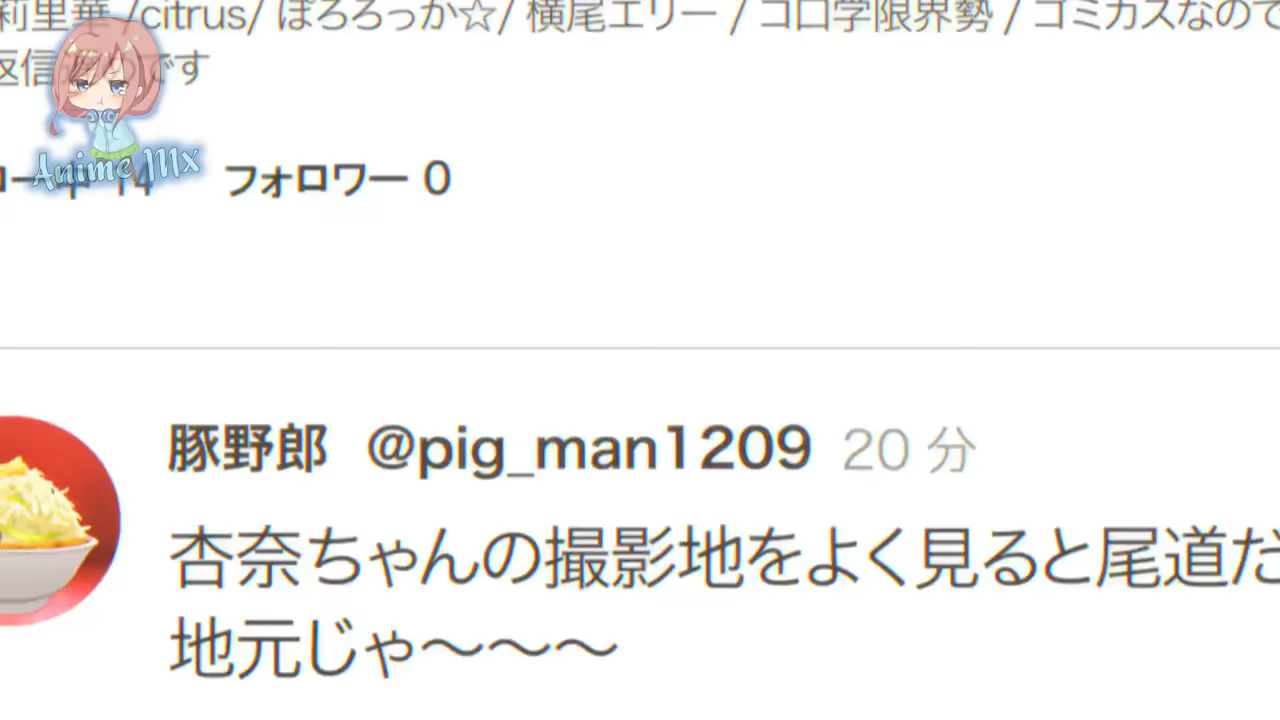 莉里華 /citrus/ ぽろろっか☆/ 横尾エリー / コロ学限界勢 / ゴミカスなので
返信です
フォロワー 0
Anime Mx
豚野郎 @pig_man1209 20 分
杏奈ちゃんの撮影地をよく見ると尾道だ
地元じゃ〜〜〜